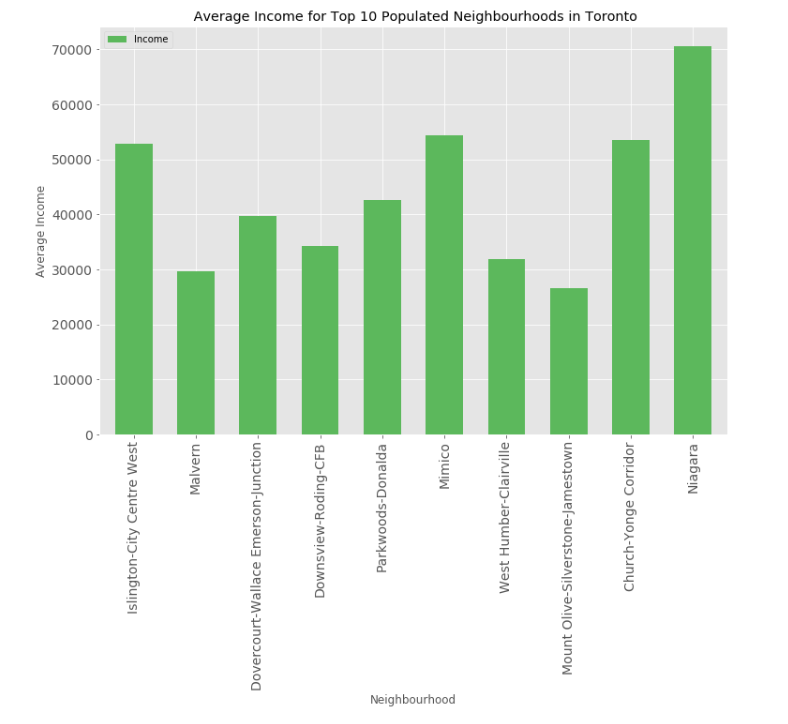 Average Income for Top 10 Populated Neighbourhoods in Toronto
Income
70000
60000
50000
40000
30000
20000
10000
0
Average Income
Islington-City Centre West
Malvern
Dovercourt-Wallace Emerson-Junction
Downsview-Roding-CFB
Parkwoods-Donalda
Mimico
West Humber-Clairville
Mount Olive-Silverstone-Jamestown
Church-Yonge Corridor
Niagara
Neighbourhood